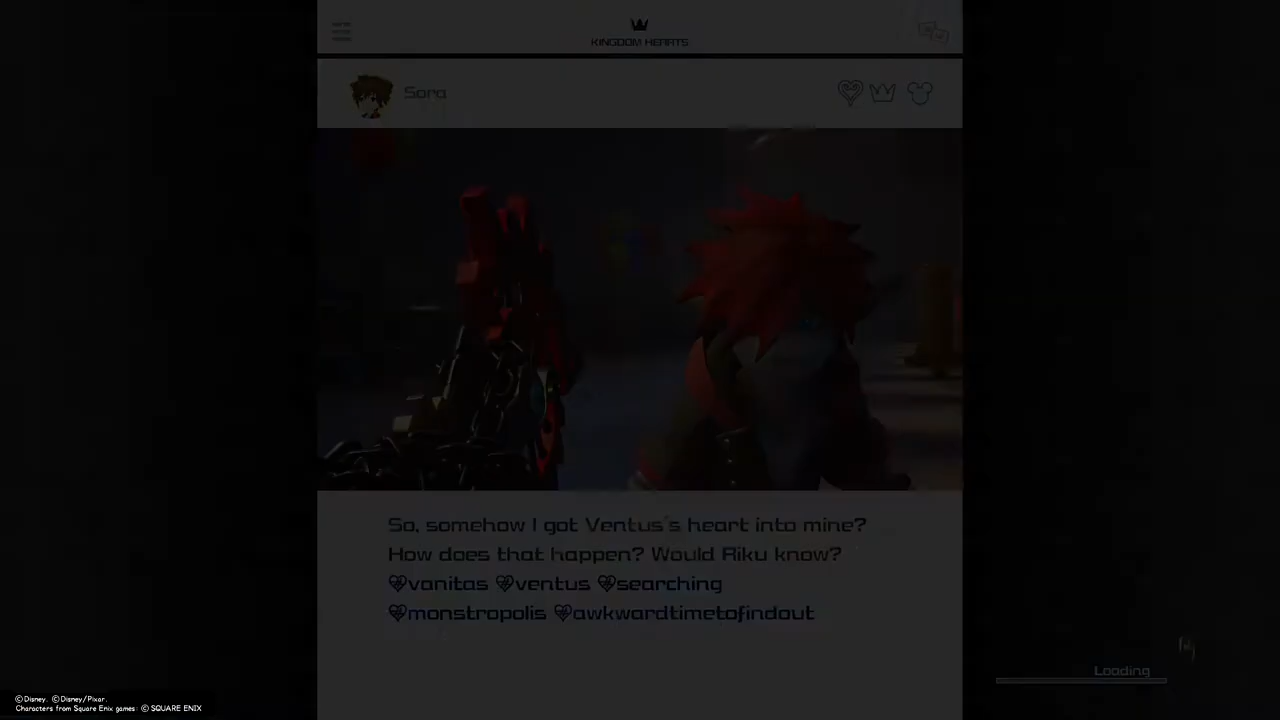 KINGDOM HEARTS
Sora
So, somehow I got Ventus's heart into mine?
How does that happen? Would Riku know?
vanitas ventus searching
monstropolis awkwardtimetofindout
Loading
©Disney. ©Disney/Pixar.
Characters from Square Enix games: © SQUARE ENIX